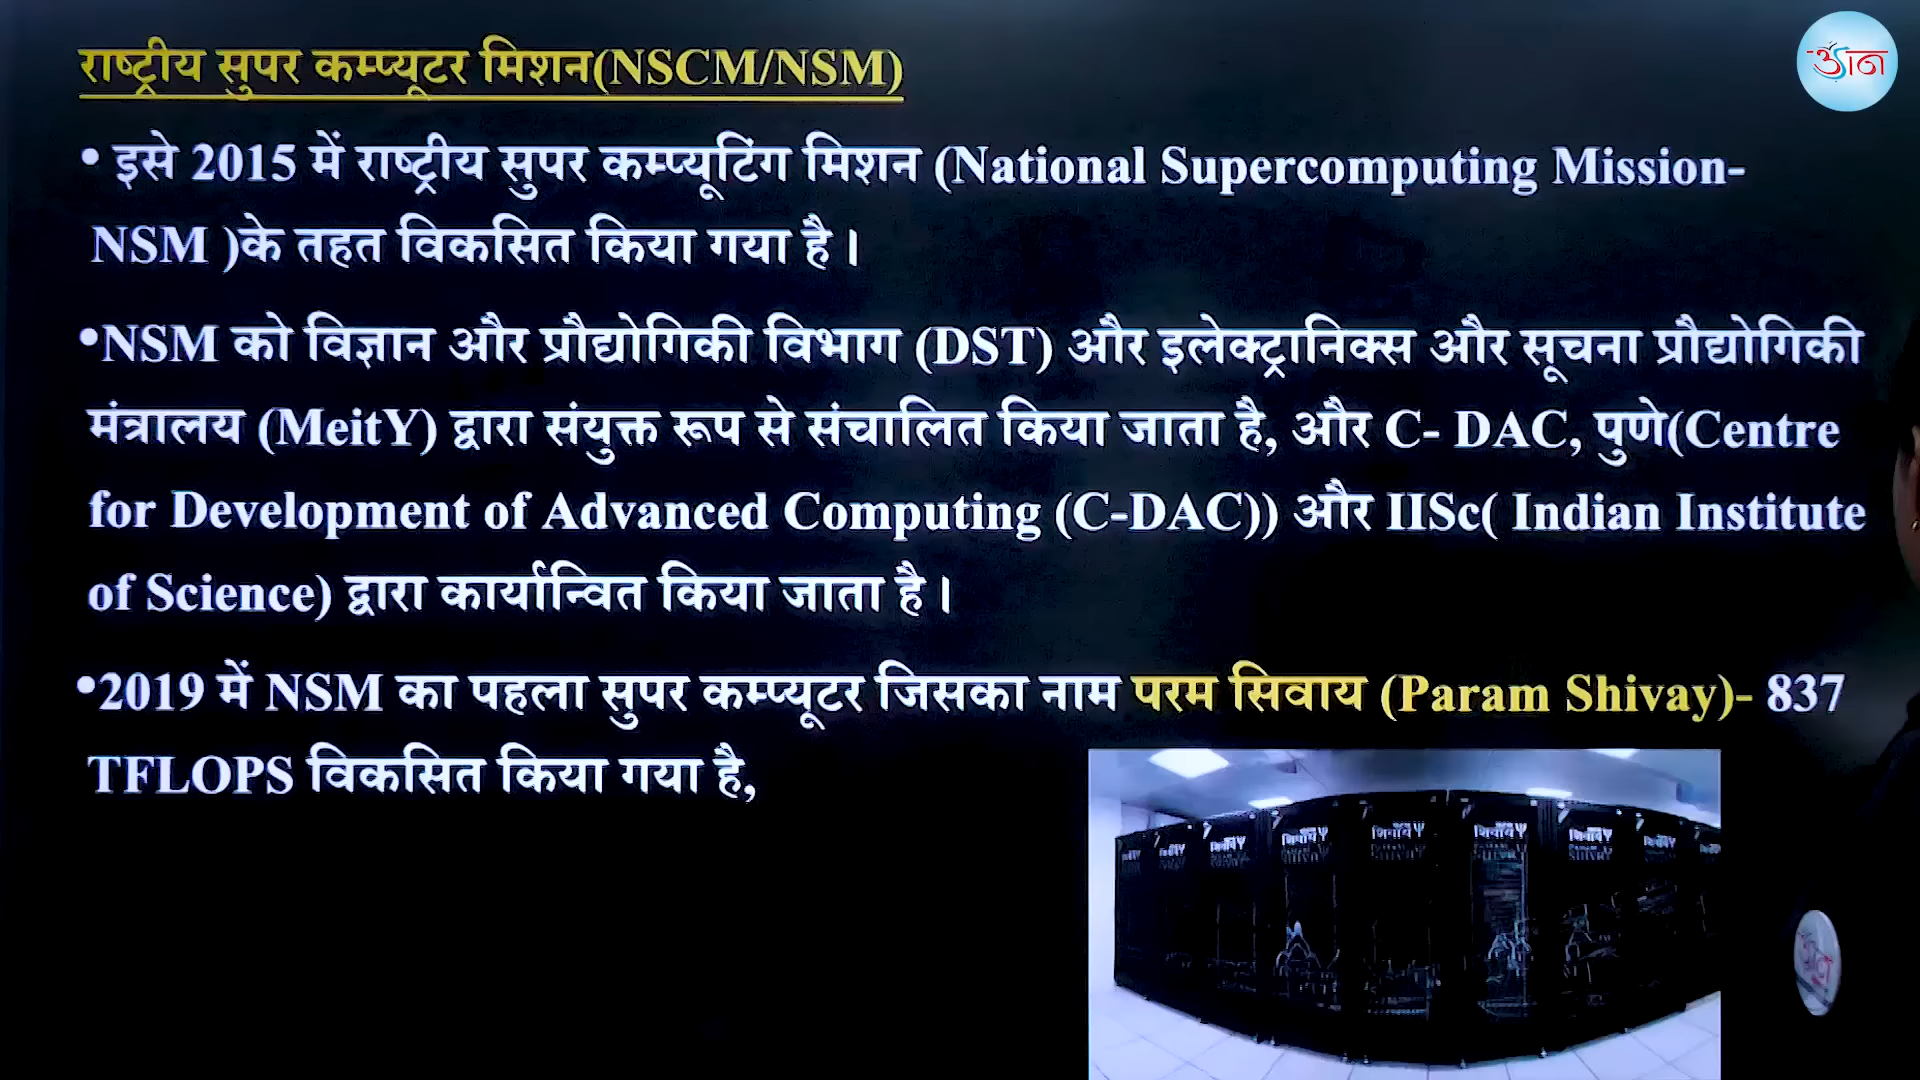 राष्ट्रीय सुपर कम्प्यूटर मिशन(NSCM/NSM)
उड़ान
• इसे 2015 में राष्ट्रीय सुपर कम्प्यूटिंग मिशन (National Supercomputing Mission-
NSM )के तहत विकसित किया गया है।
•NSM को विज्ञान और प्रौद्योगिकी विभाग (DST) और इलेक्ट्रानिक्स और सूचना प्रौद्योगिकी
मंत्रालय (MeitY) द्वारा संयुक्त रूप से संचालित किया जाता है, और C- DAC, पुणे(Centre
for Development of Advanced Computing (C-DAC)) और IISc( Indian Institute
of Science) द्वारा कार्यान्वित किया जाता है।
•2019 में NSM का पहला सुपर कम्प्यूटर जिसका नाम परम सिवाय (Param Shivay)- 837
TFLOPS विकसित किया गया है,